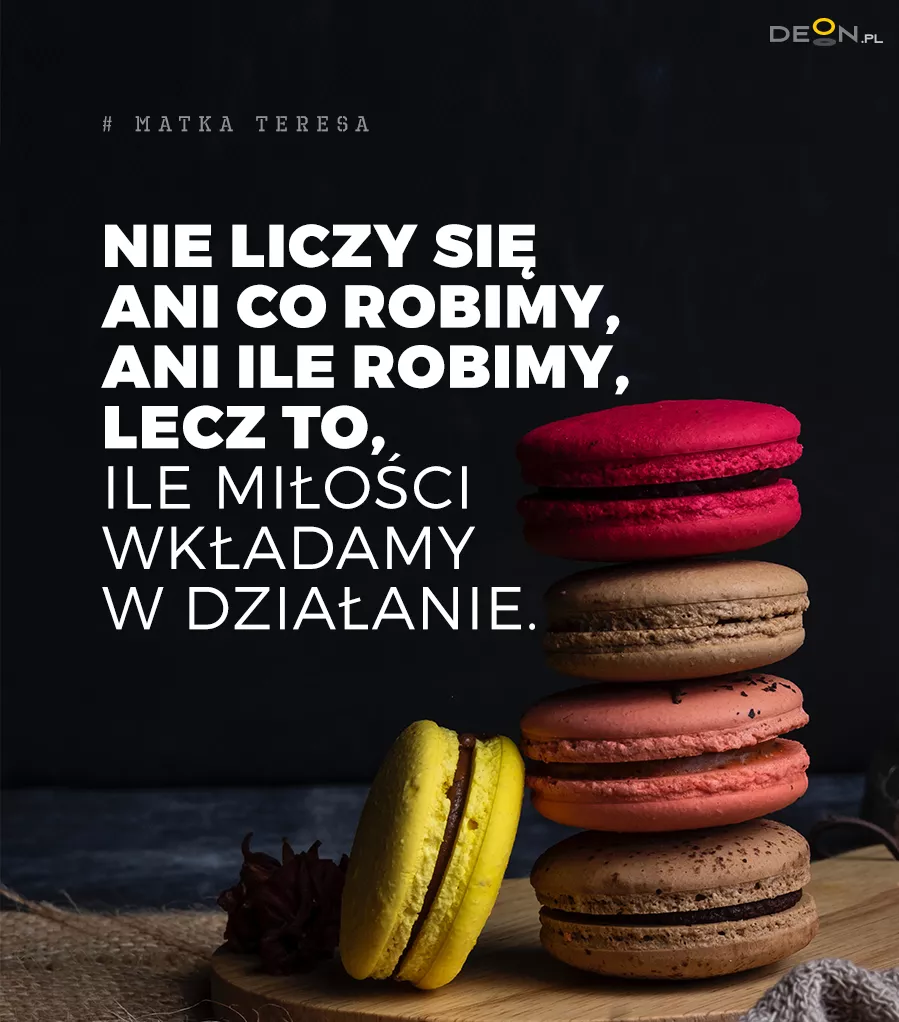 DEON.PL
# MATKA TERESA
NIE LICZY SIĘ
ANI CO ROBIMY,
ANI ILE ROBIMY,
LECZ TO,
ILE MIŁOŚCI
WKŁADAMY
W DZIAŁANIE.